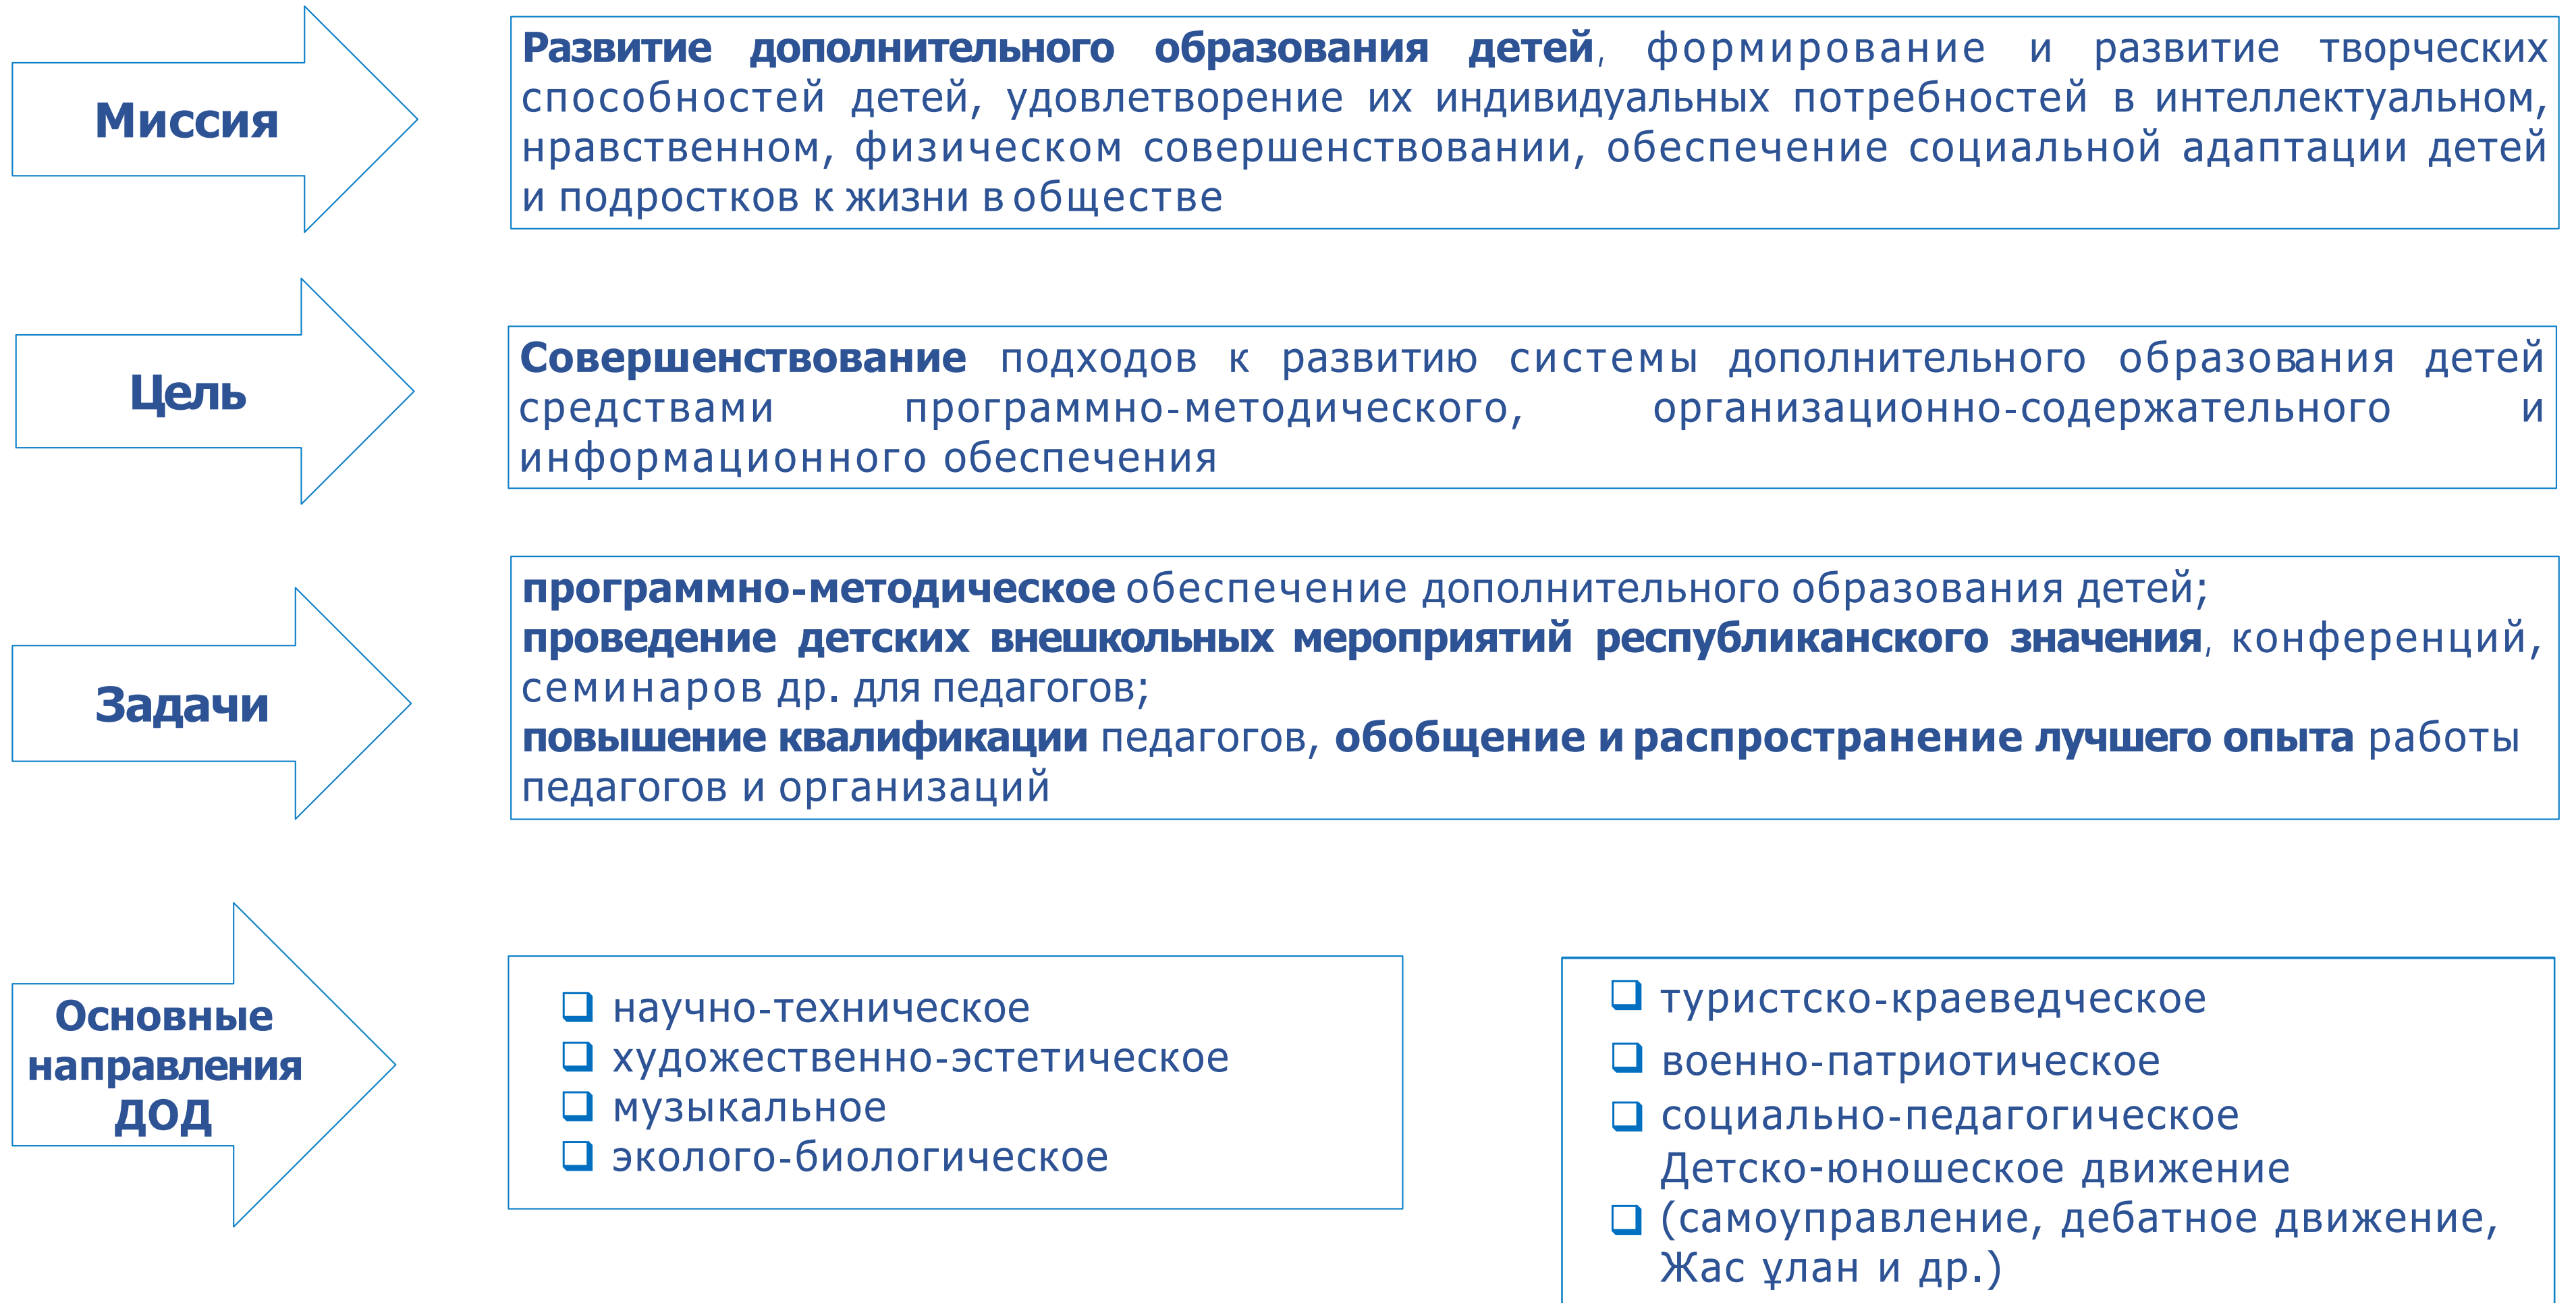 Миссия
Развитие дополнительного образования детей, формирование и развитие творческих
способностей детей, удовлетворение их индивидуальных потребностей в интеллектуальном,
нравственном, физическом совершенствовании, обеспечение социальной адаптации детей
и подростков к жизни в обществе
Цель
Совершенствование подходов к развитию системы дополнительного образования детей
средствами программно-методического, организационно-содержательного и
информационного обеспечения
Задачи
программно-методическое обеспечение дополнительного образования детей;
проведение детских внешкольных мероприятий республиканского значения, конференций,
семинаров др. для педагогов;
повышение квалификации педагогов, обобщение и распространение лучшего опыта работы
педагогов и организаций
Основные
направления
ДОД
научно-техническое
художественно-эстетическое
музыкальное
эколого-биологическое
туристско-краеведческое
военно-патриотическое
социально-педагогическое
Детско-юношеское движение
(самоуправление, дебатное движение,
Жас ұлан и др.)